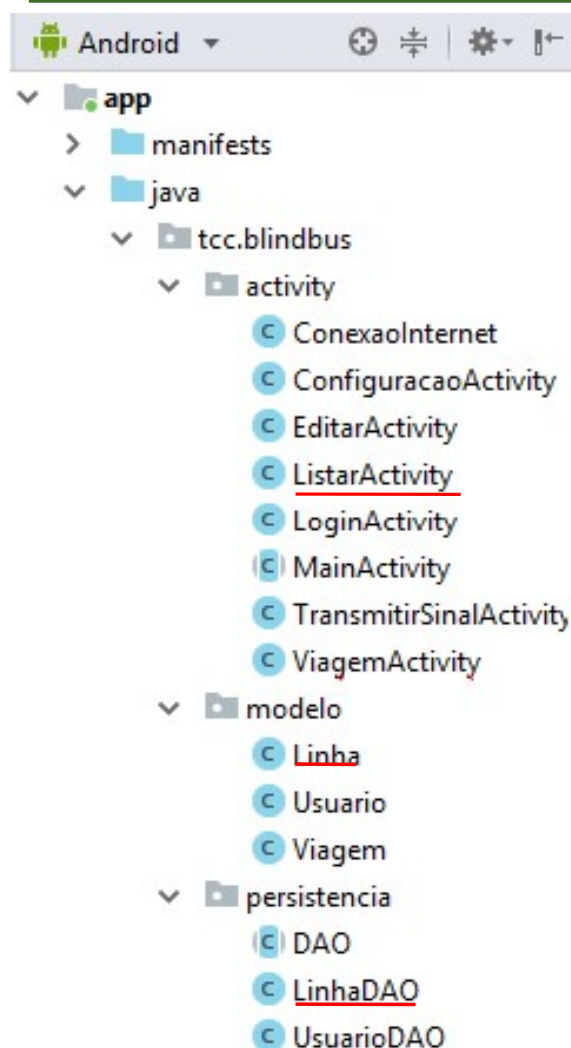 Android
app
manifests
java
tcc.blindbus
activity
C ConexaoInternet
C ConfiguracaoActivity
C EditarActivity
C ListarActivity
C LoginActivity
C MainActivity
C TransmitirSinalActivity
C ViagemActivity
modelo
C Linha
C Usuario
C Viagem
persistencia
C DAO
C LinhaDAO
C UsuarioDAO